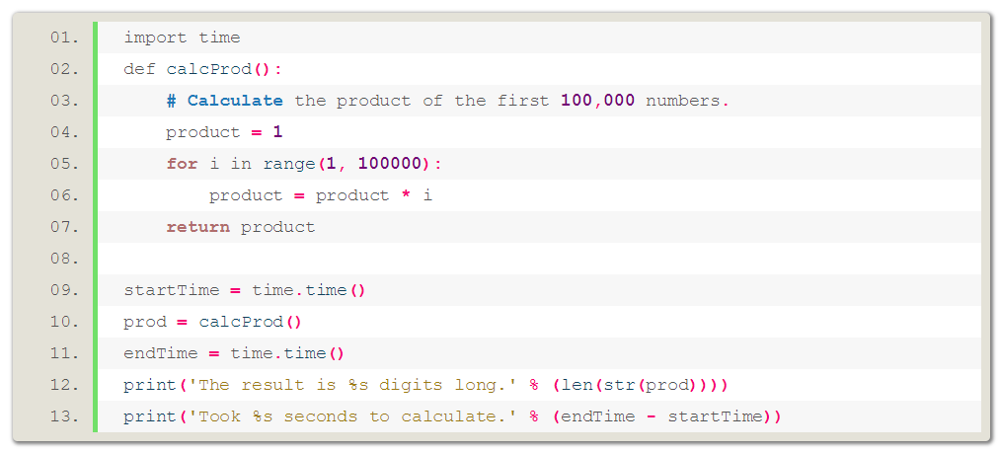 01. import time
02. def calcProd():
03.     # Calculate the product of the first 100,000 numbers.
04.     product = 1
05.     for i in range(1, 100000):
06.         product = product * i
07.     return product
08.
09. startTime = time.time()
10. prod = calcProd()
11. endTime = time.time()
12. print('The result is %s digits long.' % (len(str(prod))))
13. print('Took %s seconds to calculate.' % (endTime - startTime))